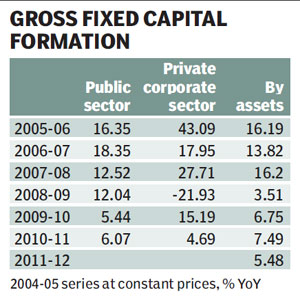 GROSS FIXED CAPITAL
FORMATION
Public sector Private corporate sector By assets
2005-06 16.35 43.09 16.19
2006-07 18.35 17.95 13.82
2007-08 12.52 27.71 16.2
2008-09 12.04 -21.93 3.51
2009-10 5.44 15.19 6.75
2010-11 6.07 4.69 7.49
2011-12 5.48
2004-05 series at constant prices, % YoY